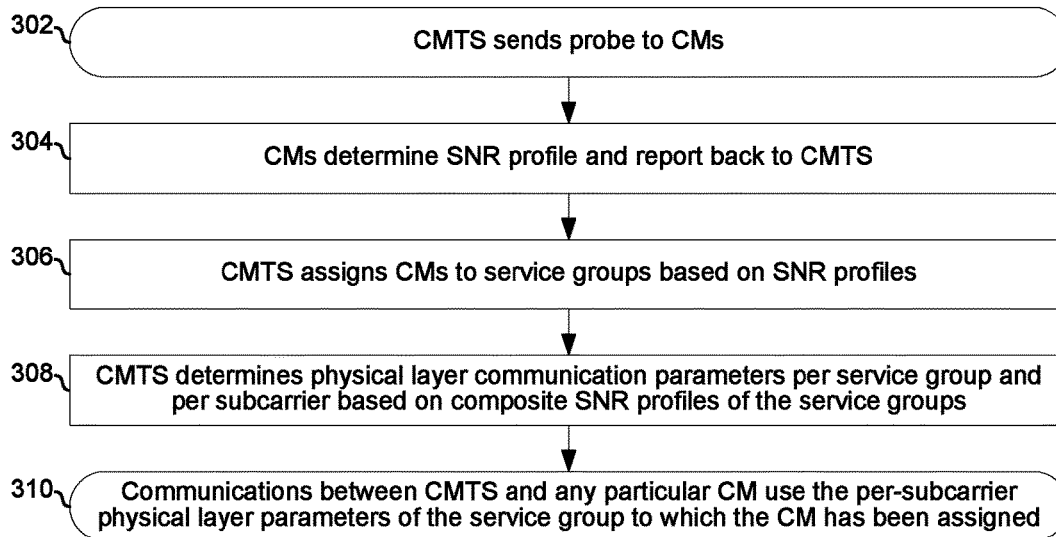 302
CMTS sends probe to CMs
304
CMs determine SNR profile and report back to CMTS
306
CMTS assigns CMs to service groups based on SNR profiles
308
CMTS determines physical layer communication parameters per service group and
per subcarrier based on composite SNR profiles of the service groups
310
Communications between CMTS and any particular CM use the per-subcarrier
physical layer parameters of the service group to which the CM has been assigned